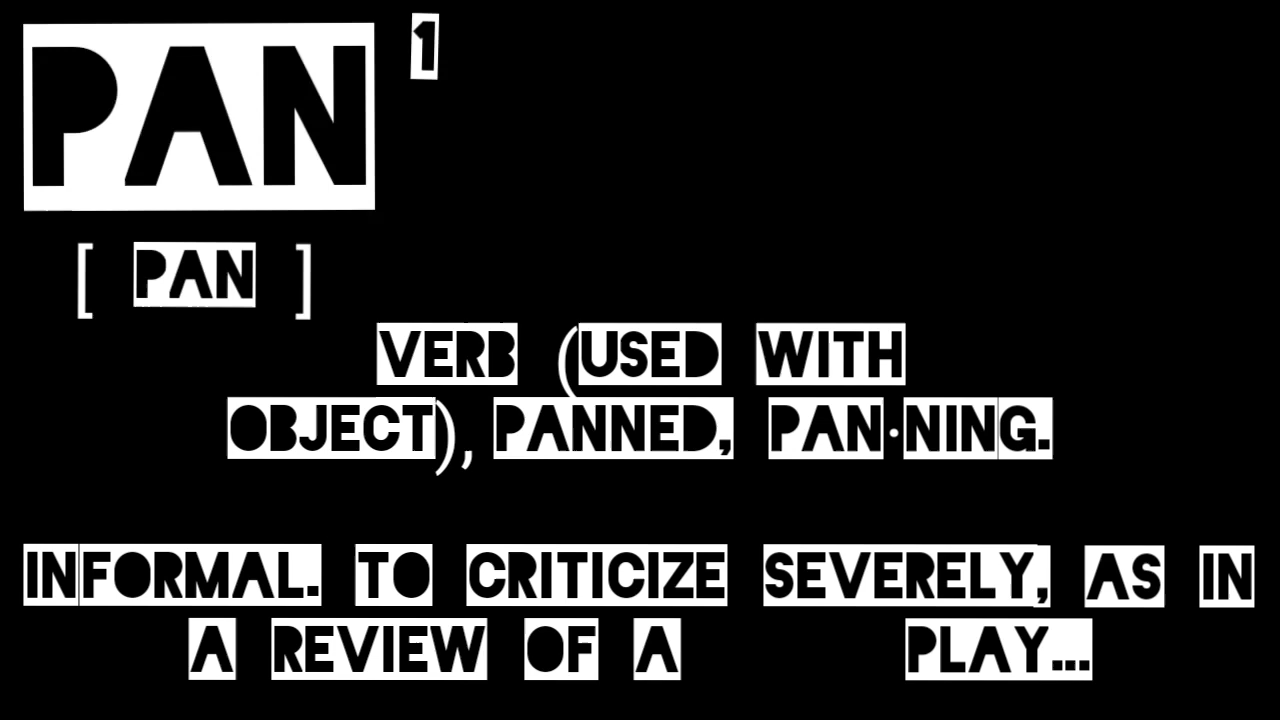 PAN 1
[ PAN ]
VERB (USED WITH
OBJECT), PANNED, PAN·NING.
INFORMAL. TO CRITICIZE SEVERELY, AS IN
A REVIEW OF A PLAY...